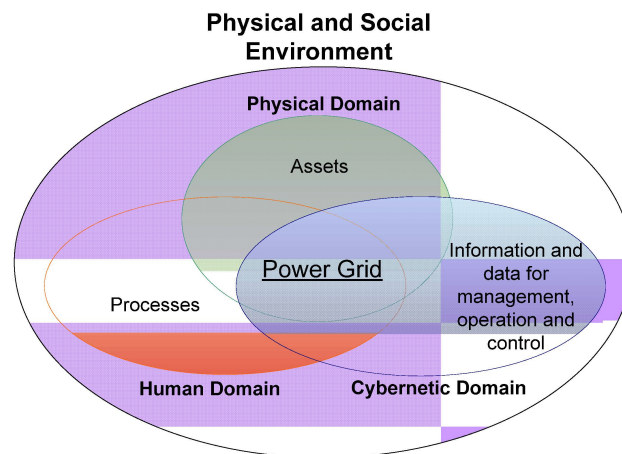 Physical and Social
Environment
Physical Domain
Assets
Power Grid
Information and
data for
management,
operation and
control
Processes
Human Domain
Cybernetic Domain